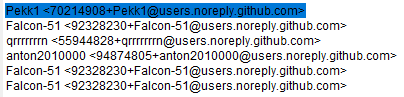 Pekk1 <70214908+Pekk1@users.noreply.github.com>
Falcon-51 <92328230+Falcon-51@users.noreply.github.com>
qrrrrrrrn <55944828+qrrrrrrrn@users.noreply.github.com>
anton2010000 <94874805+anton2010000@users.noreply.github.com>
Falcon-51 <92328230+Falcon-51@users.noreply.github.com>
Falcon-51 <92328230+Falcon-51@users.noreply.github.com>